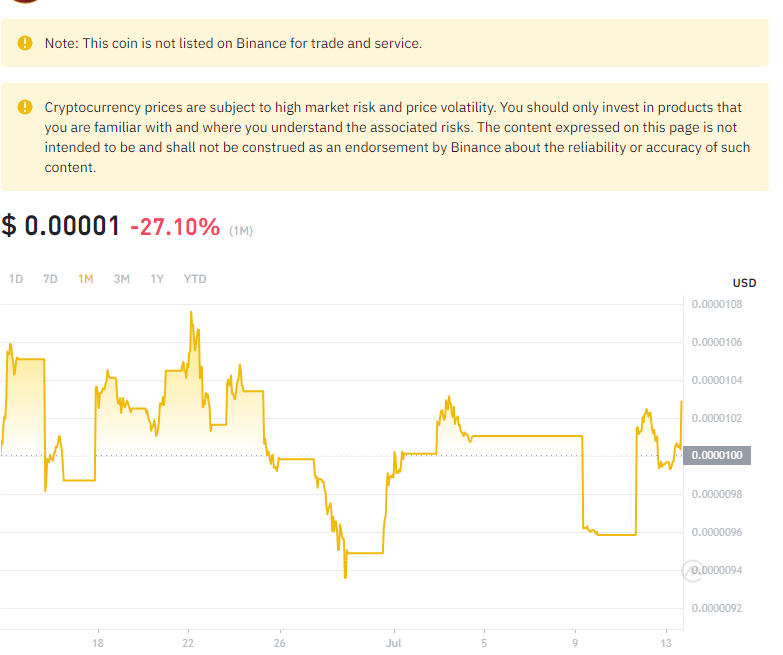 Note: This coin is not listed on Binance for trade and service.
Cryptocurrency prices are subject to high market risk and price volatility. You should only invest in products that
you are familiar with and where you understand the associated risks. The content expressed on this page is not
intended to be and shall not be construed as an endorsement by Binance about the reliability or accuracy of such
content.
$ 0.00001 -27.10% (1M)
1D 7D 1M 3M 1Y YTD
USD
0.0000108
0.0000106
0.0000104
0.0000102
0.0000100
0.0000098
0.0000096
0.0000094
0.0000092
18 22 26 Jul 5 9 13